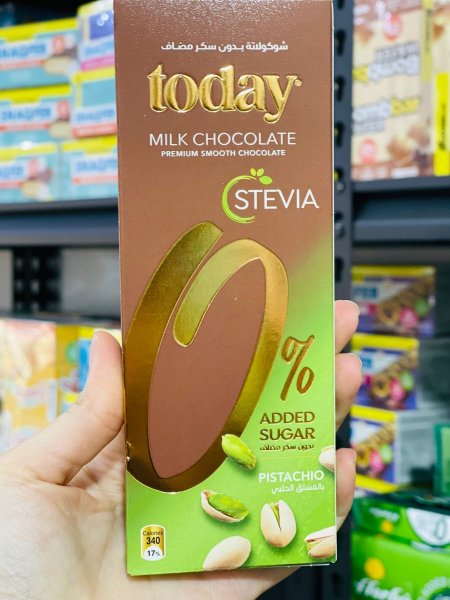 شوكولاتة بدون سكر مضاف
today
MILK CHOCOLATE
PREMIUM SMOOTH CHOCOLATE
STEVIA
0%
ADDED
SUGAR
بدون سكر مضاف
PISTACHIO
بالفستق الحلبي
Calories
340
17%